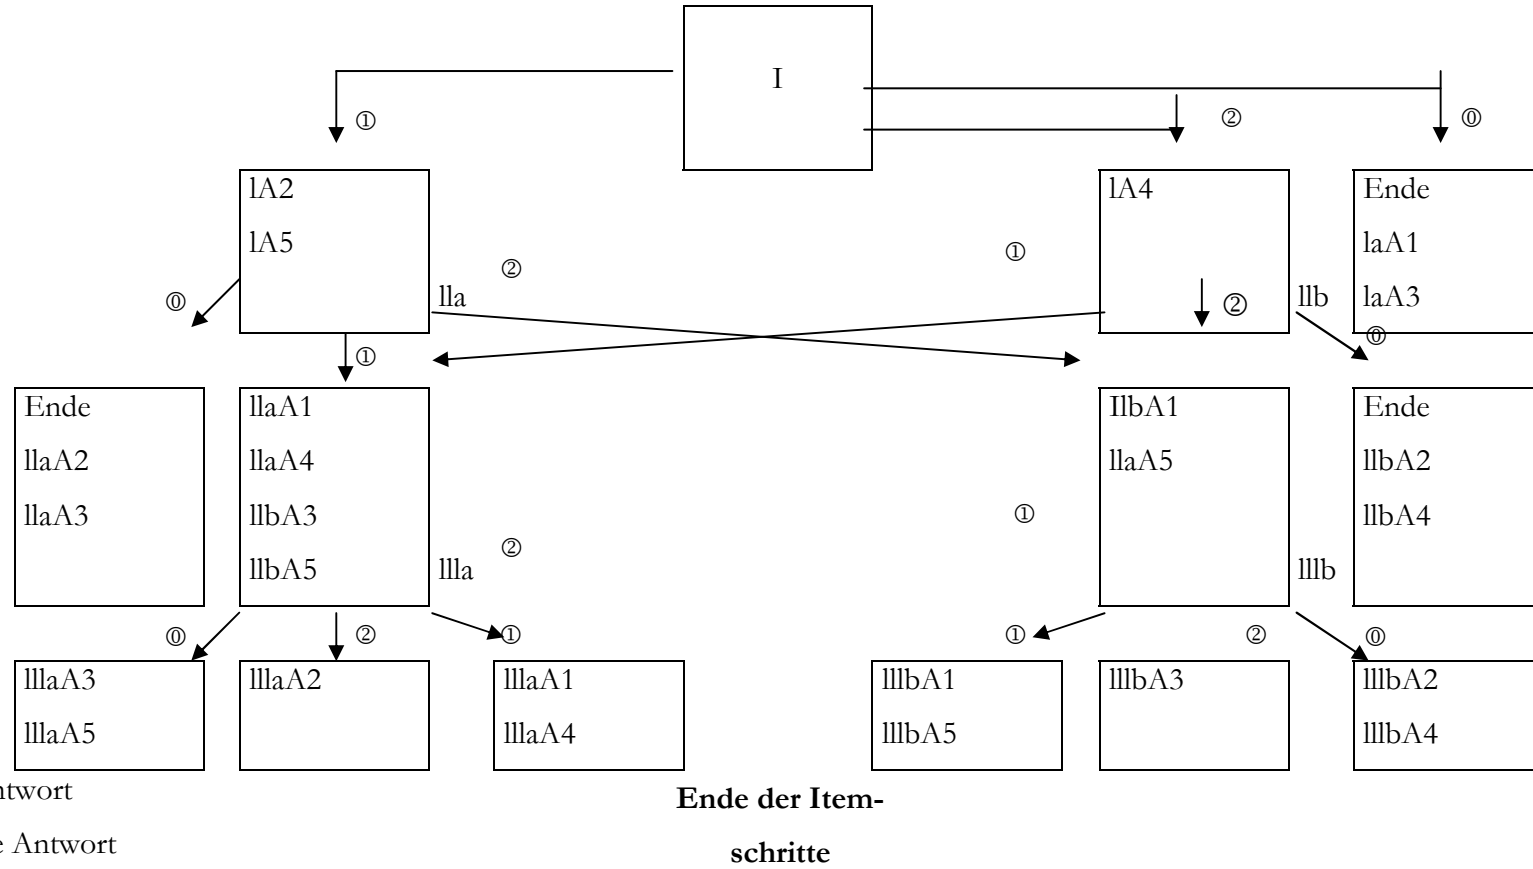 I
①
②
⓪
lA2
lA5
lA4
Ende
laA1
laA3
⓪
lla
②
①
②
llb
⓪
①
Ende
llaA2
llaA3
llaA1
llaA4
llbA3
llbA5
IlbA1
llaA5
Ende
llbA2
llbA4
llla
②
①
lllb
⓪
②
①
①
②
⓪
lllaA3
lllaA5
lllaA2
lllaA1
lllaA4
lllbA1
lllbA5
lllbA3
lllbA2
lllbA4
ntwort
e Antwort
Ende der Item-
schritte